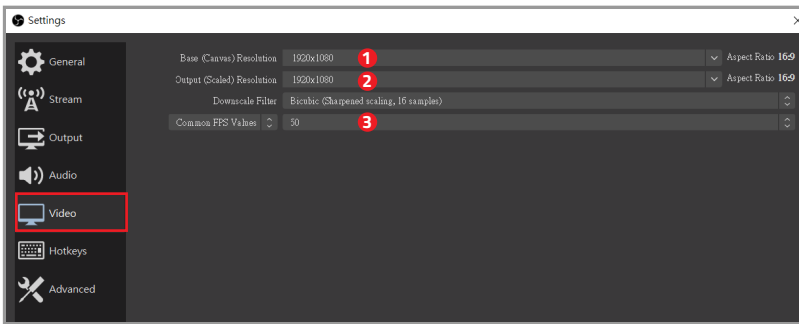 Settings
General
Stream
Output
Audio
Video
Hotkeys
Advanced
Base (Canvas) Resolution 1920x1080 1 Aspect Ratio 16:9
Output (Scaled) Resolution 1920x1080 2 Aspect Ratio 16:9
Downscale Filter Bicubic (Sharpened scaling, 16 samples)
Common FPS Values 50 3